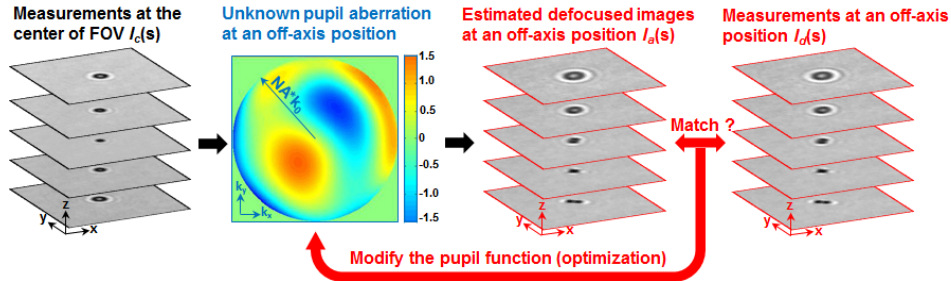 Measurements at the
center of FOV Ic(s)
Unknown pupil aberration
at an off-axis position
Estimated defocused images
at an off-axis position Ia(s)
Measurements at an off-axis
position Id(s)
NA*k0
ky
kx
1.5
1.0
0.5
0
-0.5
-1.0
-1.5
Match ?
z
y
x
z
y
x
z
y
x
Modify the pupil function (optimization)